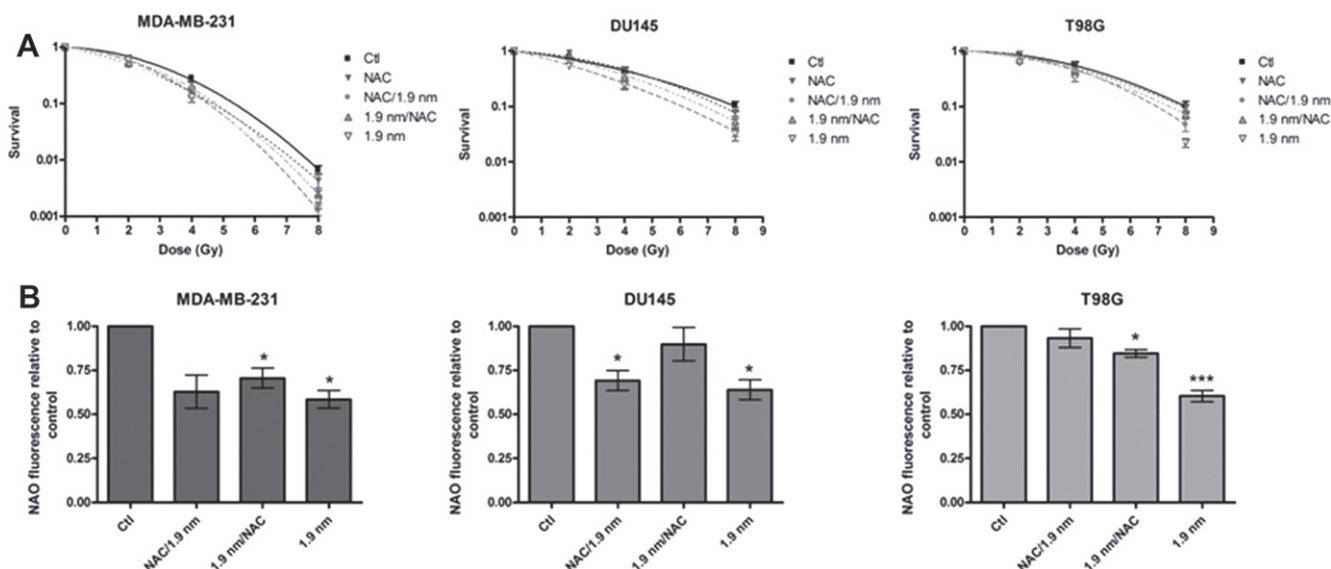 A
MDA-MB-231
Survival
1
0.1
0.01
0.001
0 1 2 3 4 5 6 7 8
Dose (Gy)
Ctl
NAC
NAC/1.9 nm
1.9 nm/NAC
1.9 nm
DU145
Survival
1
0.1
0.01
0.001
0 1 2 3 4 5 6 7 8 9
Dose (Gy)
Ctl
NAC
NAC/1.9 nm
1.9 nm/NAC
1.9 nm
T98G
Survival
1
0.1
0.01
0.001
0 1 2 3 4 5 6 7 8 9
Dose (Gy)
Ctl
NAC
NAC/1.9 nm
1.9 nm/NAC
1.9 nm
B
MDA-MB-231
NAO fluorescence relative to
control
1.00
0.75
0.50
0.25
0.00
* *
Ctl
NAC/1.9 nm
1.9 nm/NAC
1.9 nm
DU145
NAO fluorescence relative to
control
1.00
0.75
0.50
0.25
0.00
* *
Ctl
NAC/1.9 nm
1.9 nm/NAC
1.9 nm
T98G
NAO fluorescence relative to
control
1.00
0.75
0.50
0.25
0.00
* ***
Ctl
NAC/1.9 nm
1.9 nm/NAC
1.9 nm